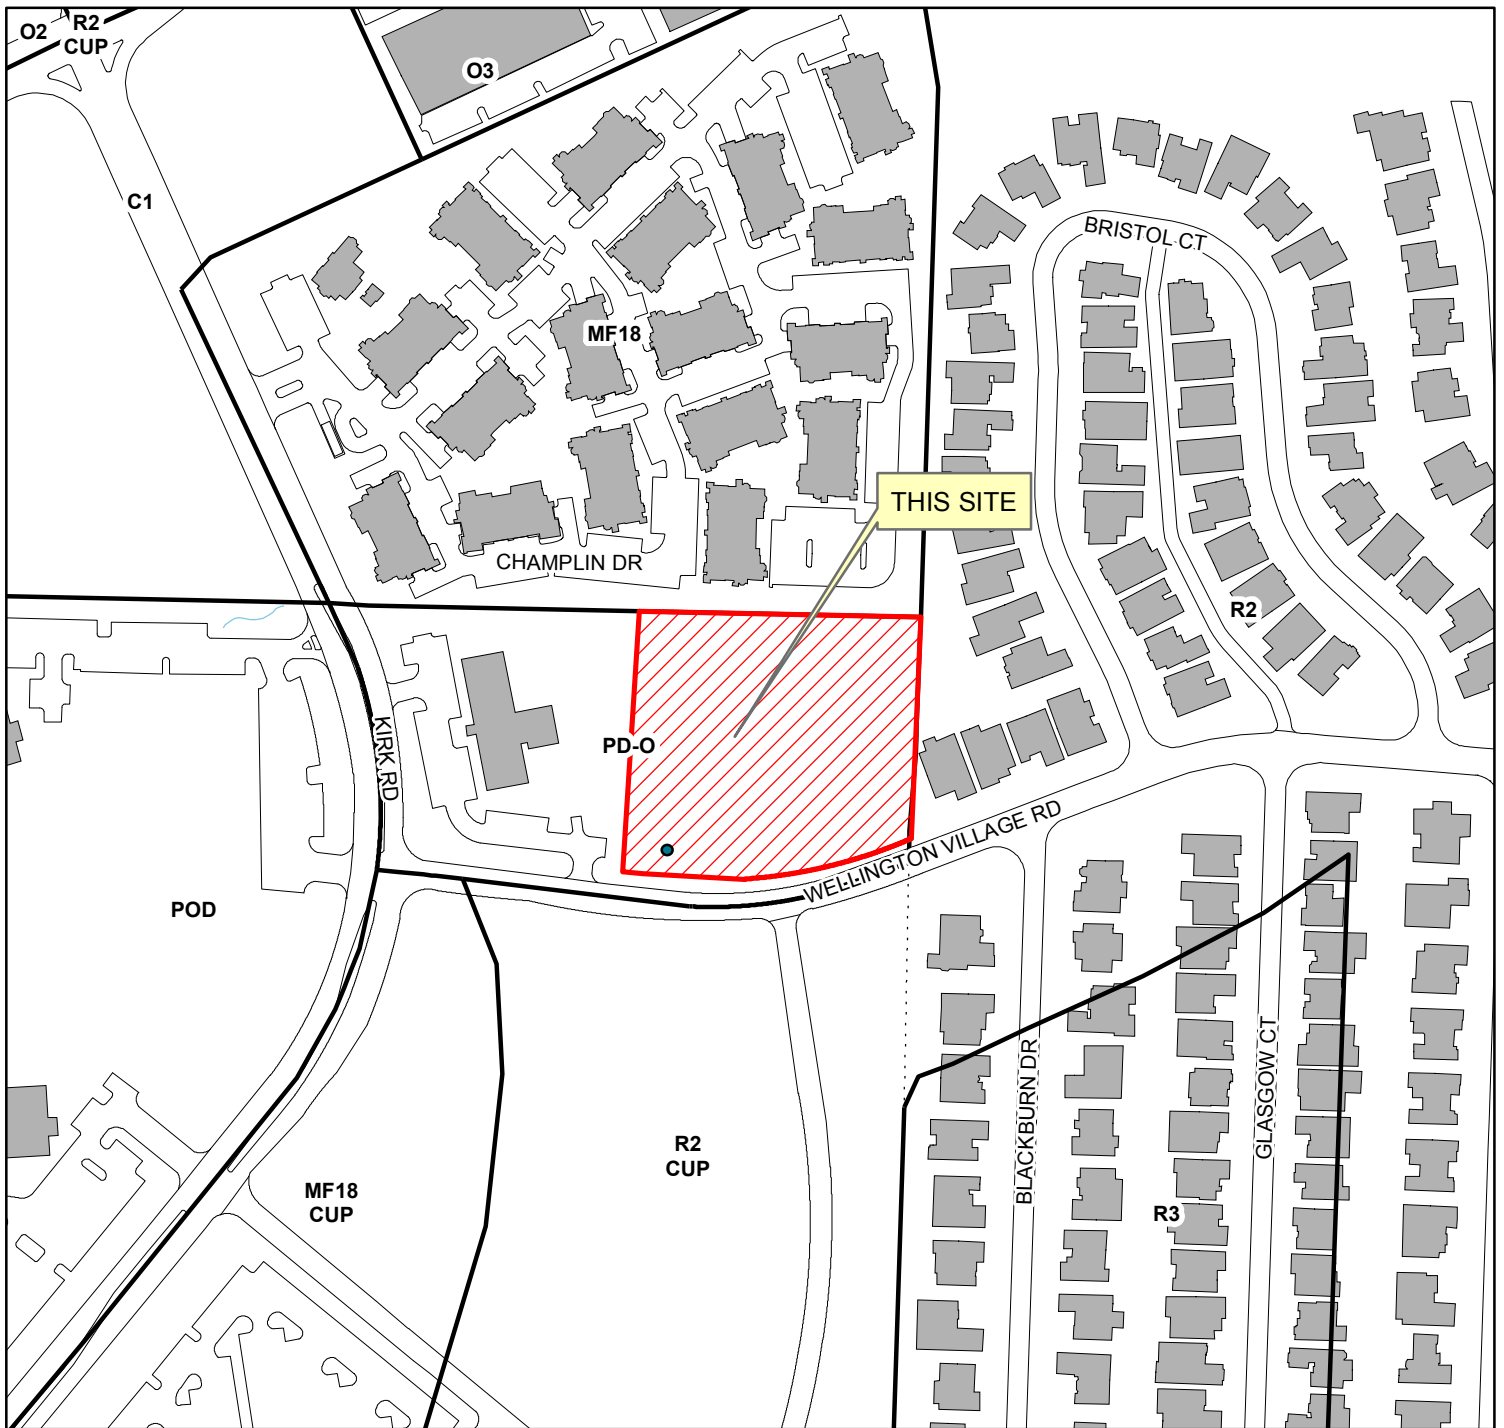 O2
R2
CUP
O3
C1
BRISTOL CT
MF18
THIS SITE
CHAMPLIN DR
R2
KIRK RD
PD-O
WELLINGTON VILLAGE RD
POD
BLACKBURN DR
GLASGOW CT
R2
CUP
MF18
CUP
R3